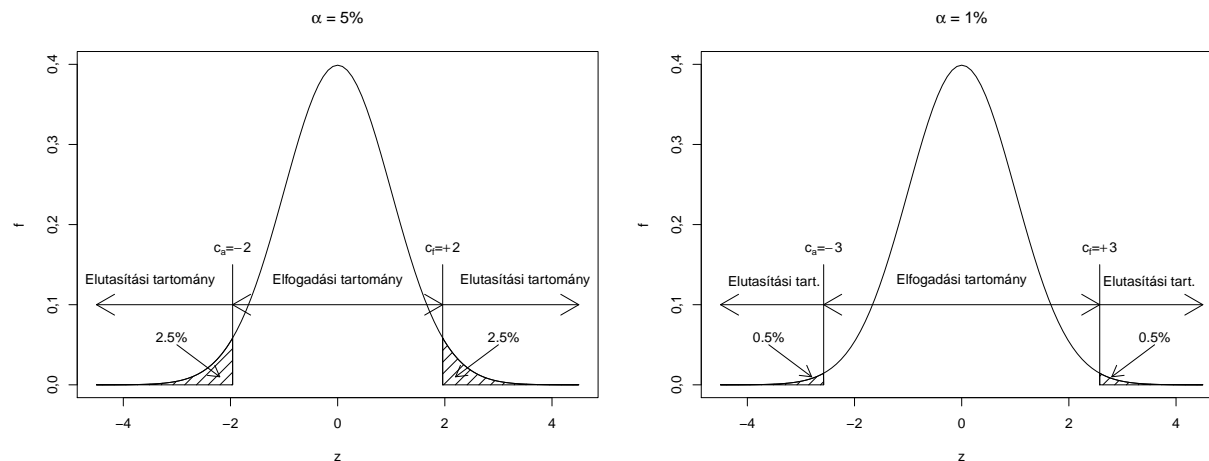 α = 5%
f
0,4
0,3
0,2
0,1
0,0
cₐ=−2
c_f=+2
Elutasítási tartomány
Elfogadási tartomány
Elutasítási tartomány
2.5%
2.5%
−4
−2
0
2
4
z
α = 1%
f
0,4
0,3
0,2
0,1
0,0
cₐ=−3
c_f=+3
Elutasítási tart.
Elfogadási tartomány
Elutasítási tart.
0.5%
0.5%
−4
−2
0
2
4
z